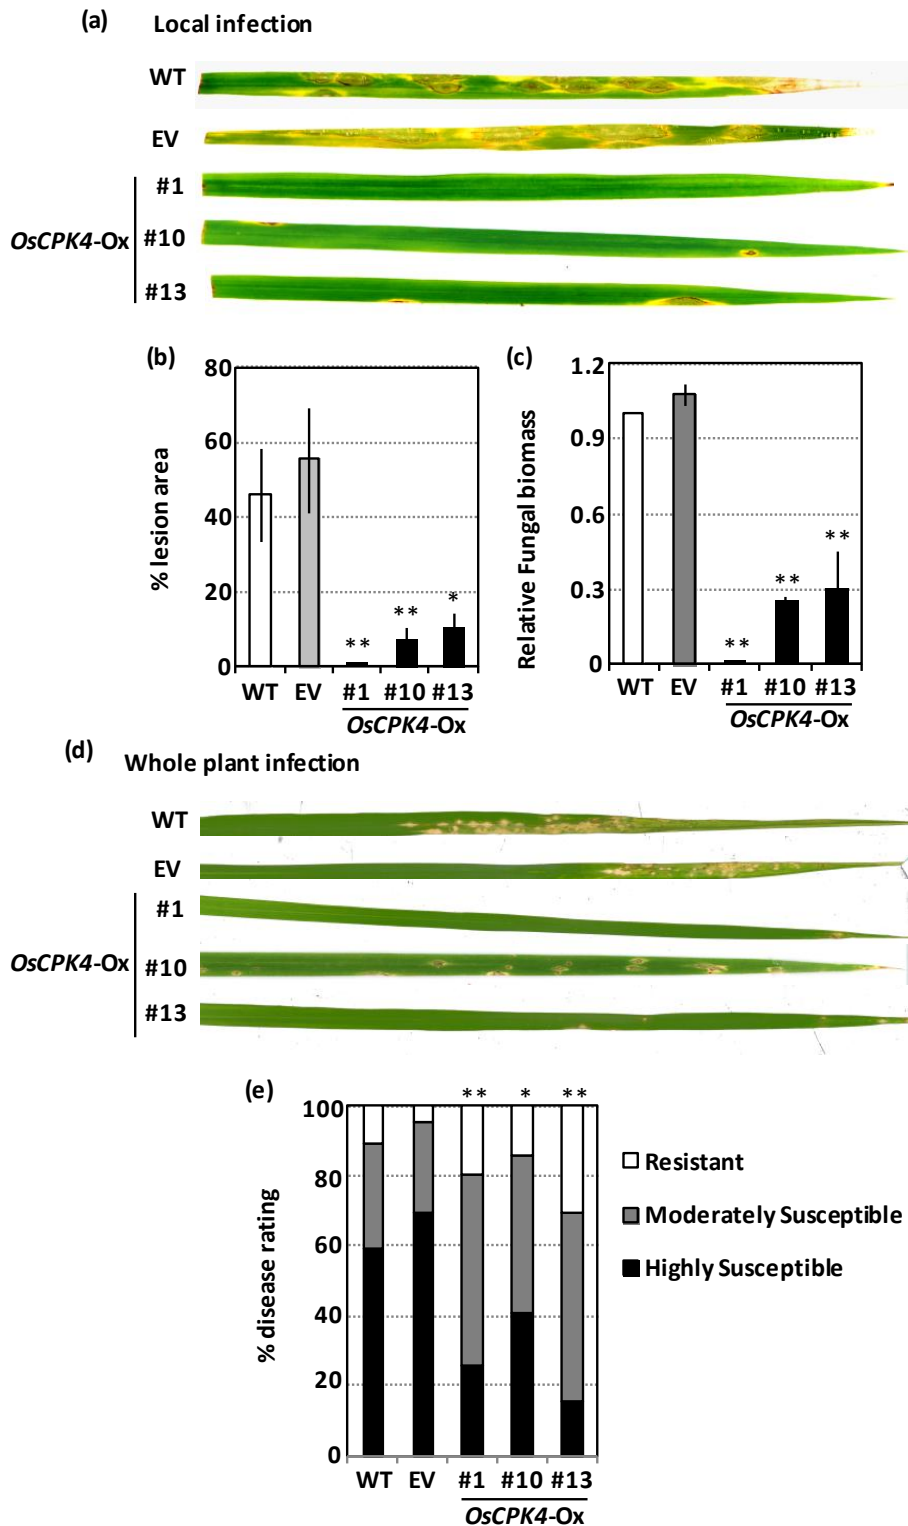 (a) Local infection
WT
EV
#1
OsCPK4-Ox #10
#13
(b)
% lesion area
80
60
40
20
0
** ** *
WT EV #1 #10 #13
OsCPK4-Ox
(c)
Relative Fungal biomass
1.2
0.9
0.6
0.3
0
** ** **
WT EV #1 #10 #13
OsCPK4-Ox
(d) Whole plant infection
WT
EV
#1
OsCPK4-Ox #10
#13
(e)
% disease rating
100
80
60
40
20
0
** * **
WT EV #1 #10 #13
OsCPK4-Ox
Resistant
Moderately Susceptible
Highly Susceptible